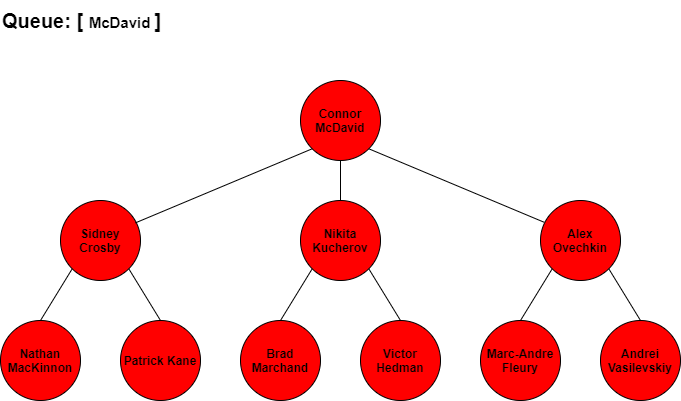 Queue: [ McDavid ]
Connor
McDavid
Sidney
Crosby
Nikita
Kucherov
Alex
Ovechkin
Nathan
MacKinnon
Patrick Kane
Brad
Marchand
Victor
Hedman
Marc-Andre
Fleury
Andrei
Vasilevskiy